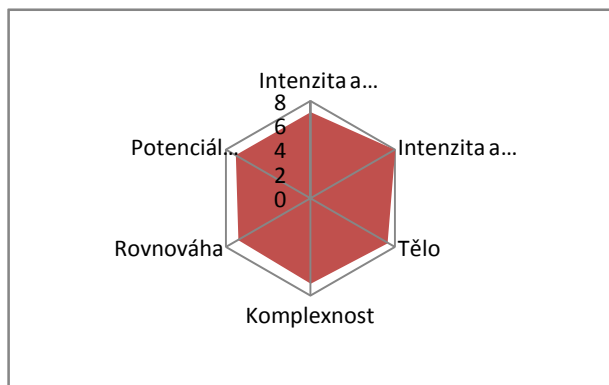 Intenzita a...
8
6
4
2
0
Potenciál...
Intenzita a...
Rovnováha
Tělo
Komplexnost